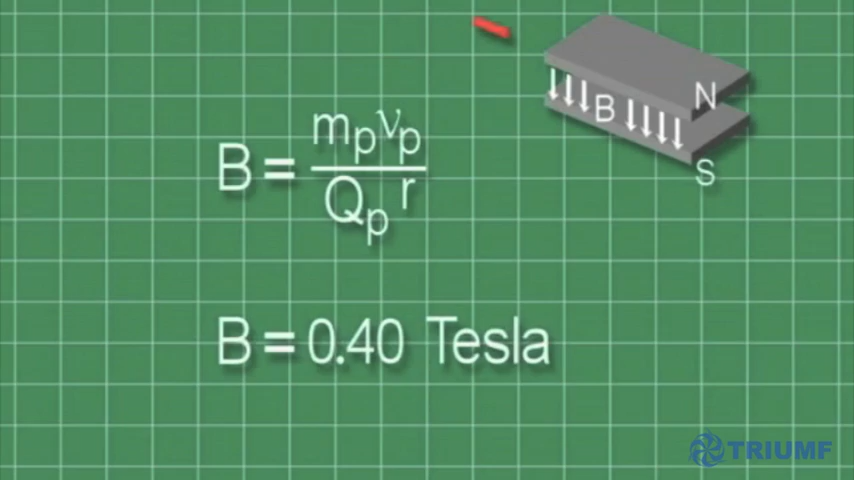 N
B
S
B = mₚvₚ / Qₚ r
B = 0.40 Tesla
TRIUMF